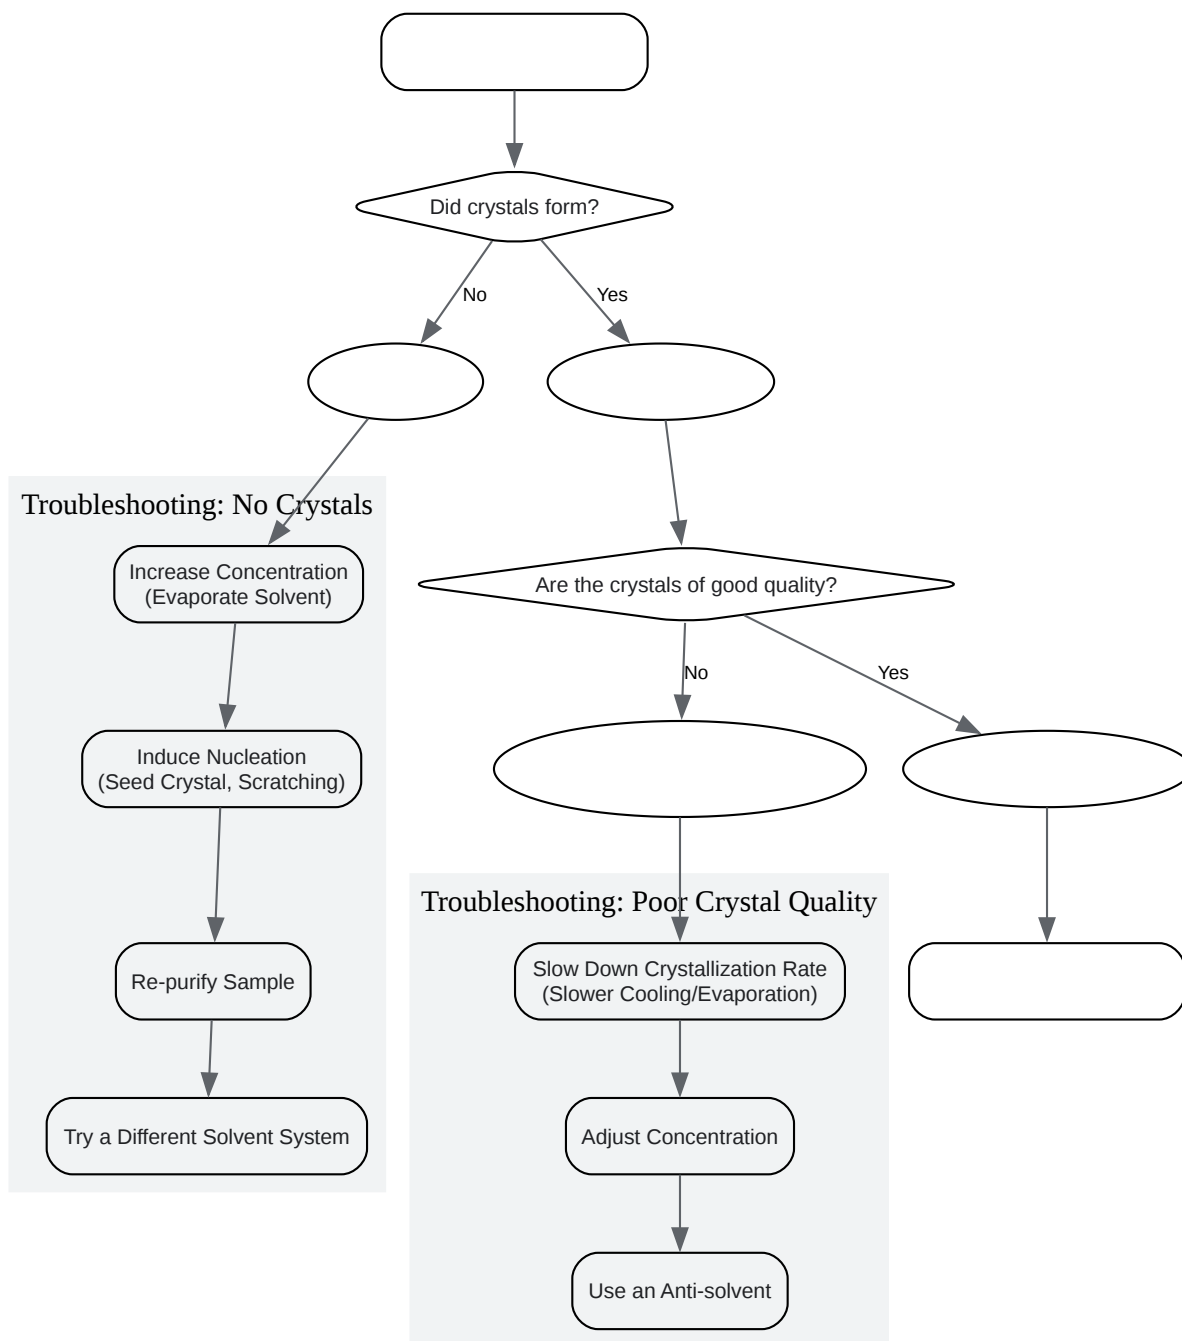 Did crystals form?
No
Yes
Troubleshooting: No Crystals
Increase Concentration
(Evaporate Solvent)
Are the crystals of good quality?
No
Yes
Induce Nucleation
(Seed Crystal, Scratching)
Troubleshooting: Poor Crystal Quality
Re-purify Sample
Slow Down Crystallization Rate
(Slower Cooling/Evaporation)
Try a Different Solvent System
Adjust Concentration
Use an Anti-solvent